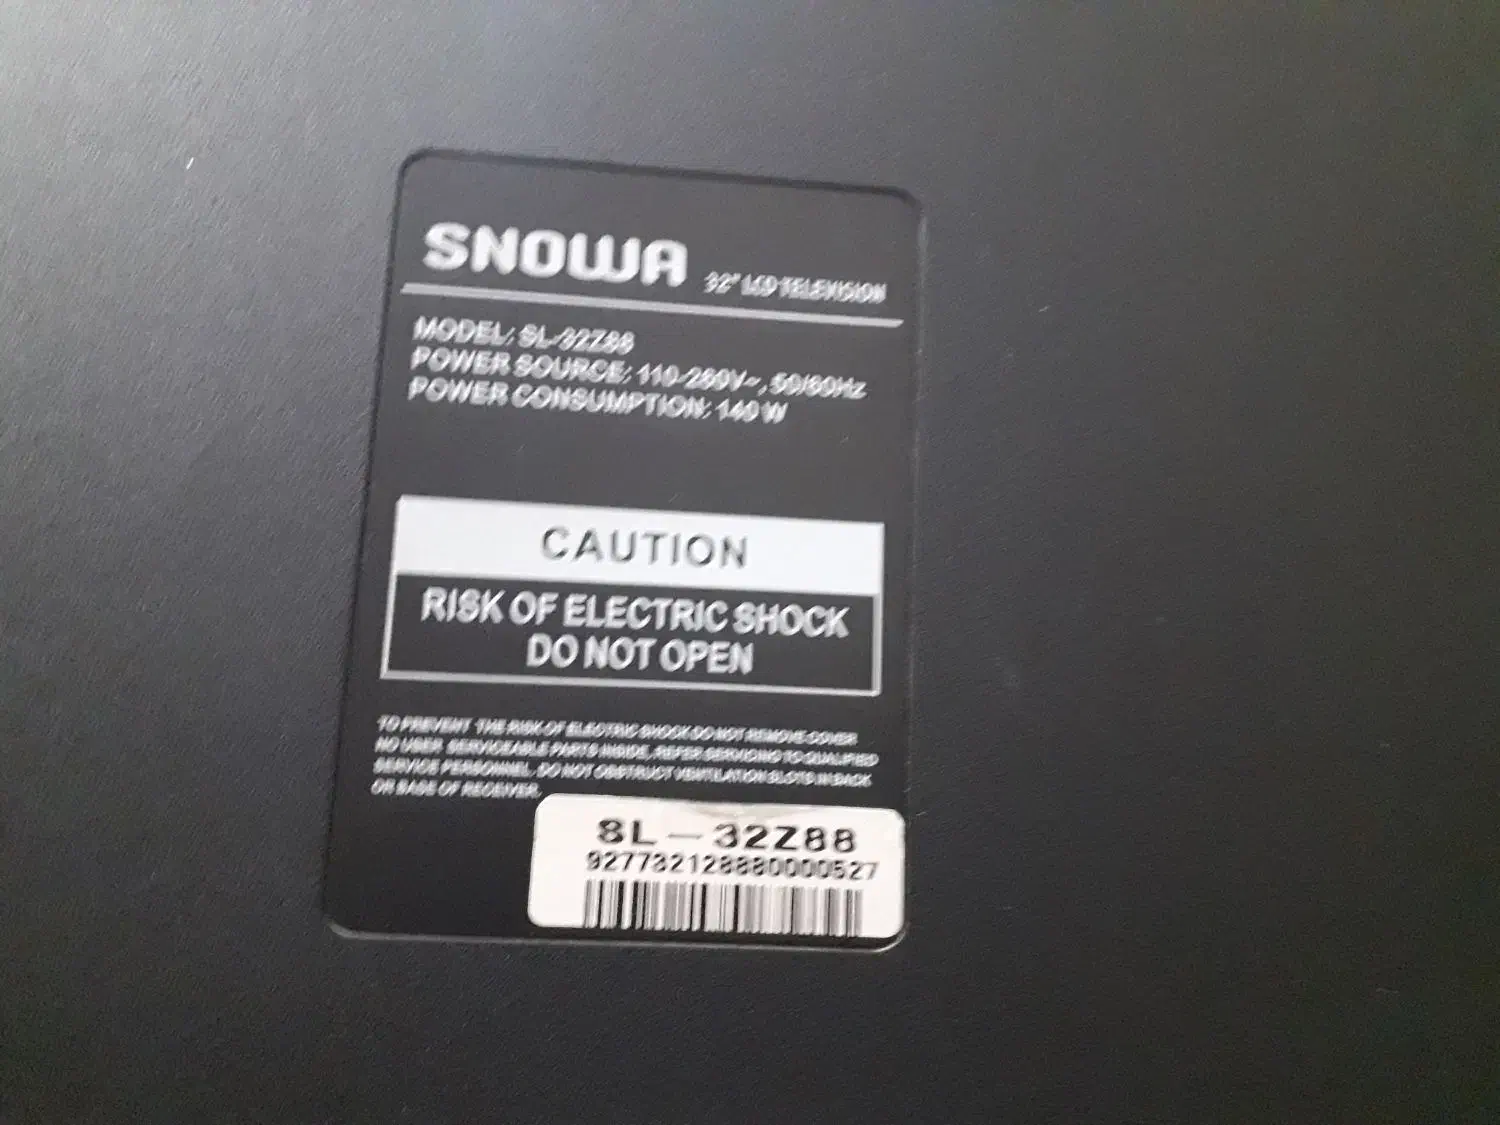 SNOWA
32" LCD TELEVISION
MODEL: SL-32Z88
POWER SOURCE: 110-260V~, 50/60Hz
POWER CONSUMPTION: 140 W
CAUTION
RISK OF ELECTRIC SHOCK
DO NOT OPEN
TO PREVENT THE RISK OF ELECTRIC SHOCK DO NOT REMOVE COVER
NO USER SERVICEABLE PARTS INSIDE, REFER SERVICING TO QUALIFIED
SERVICE PERSONNEL. DO NOT OBSTRUCT VENTILATION SLOTS IN BACK
OR BASE OF RECEIVER.
SL-32Z88
927732128880000527